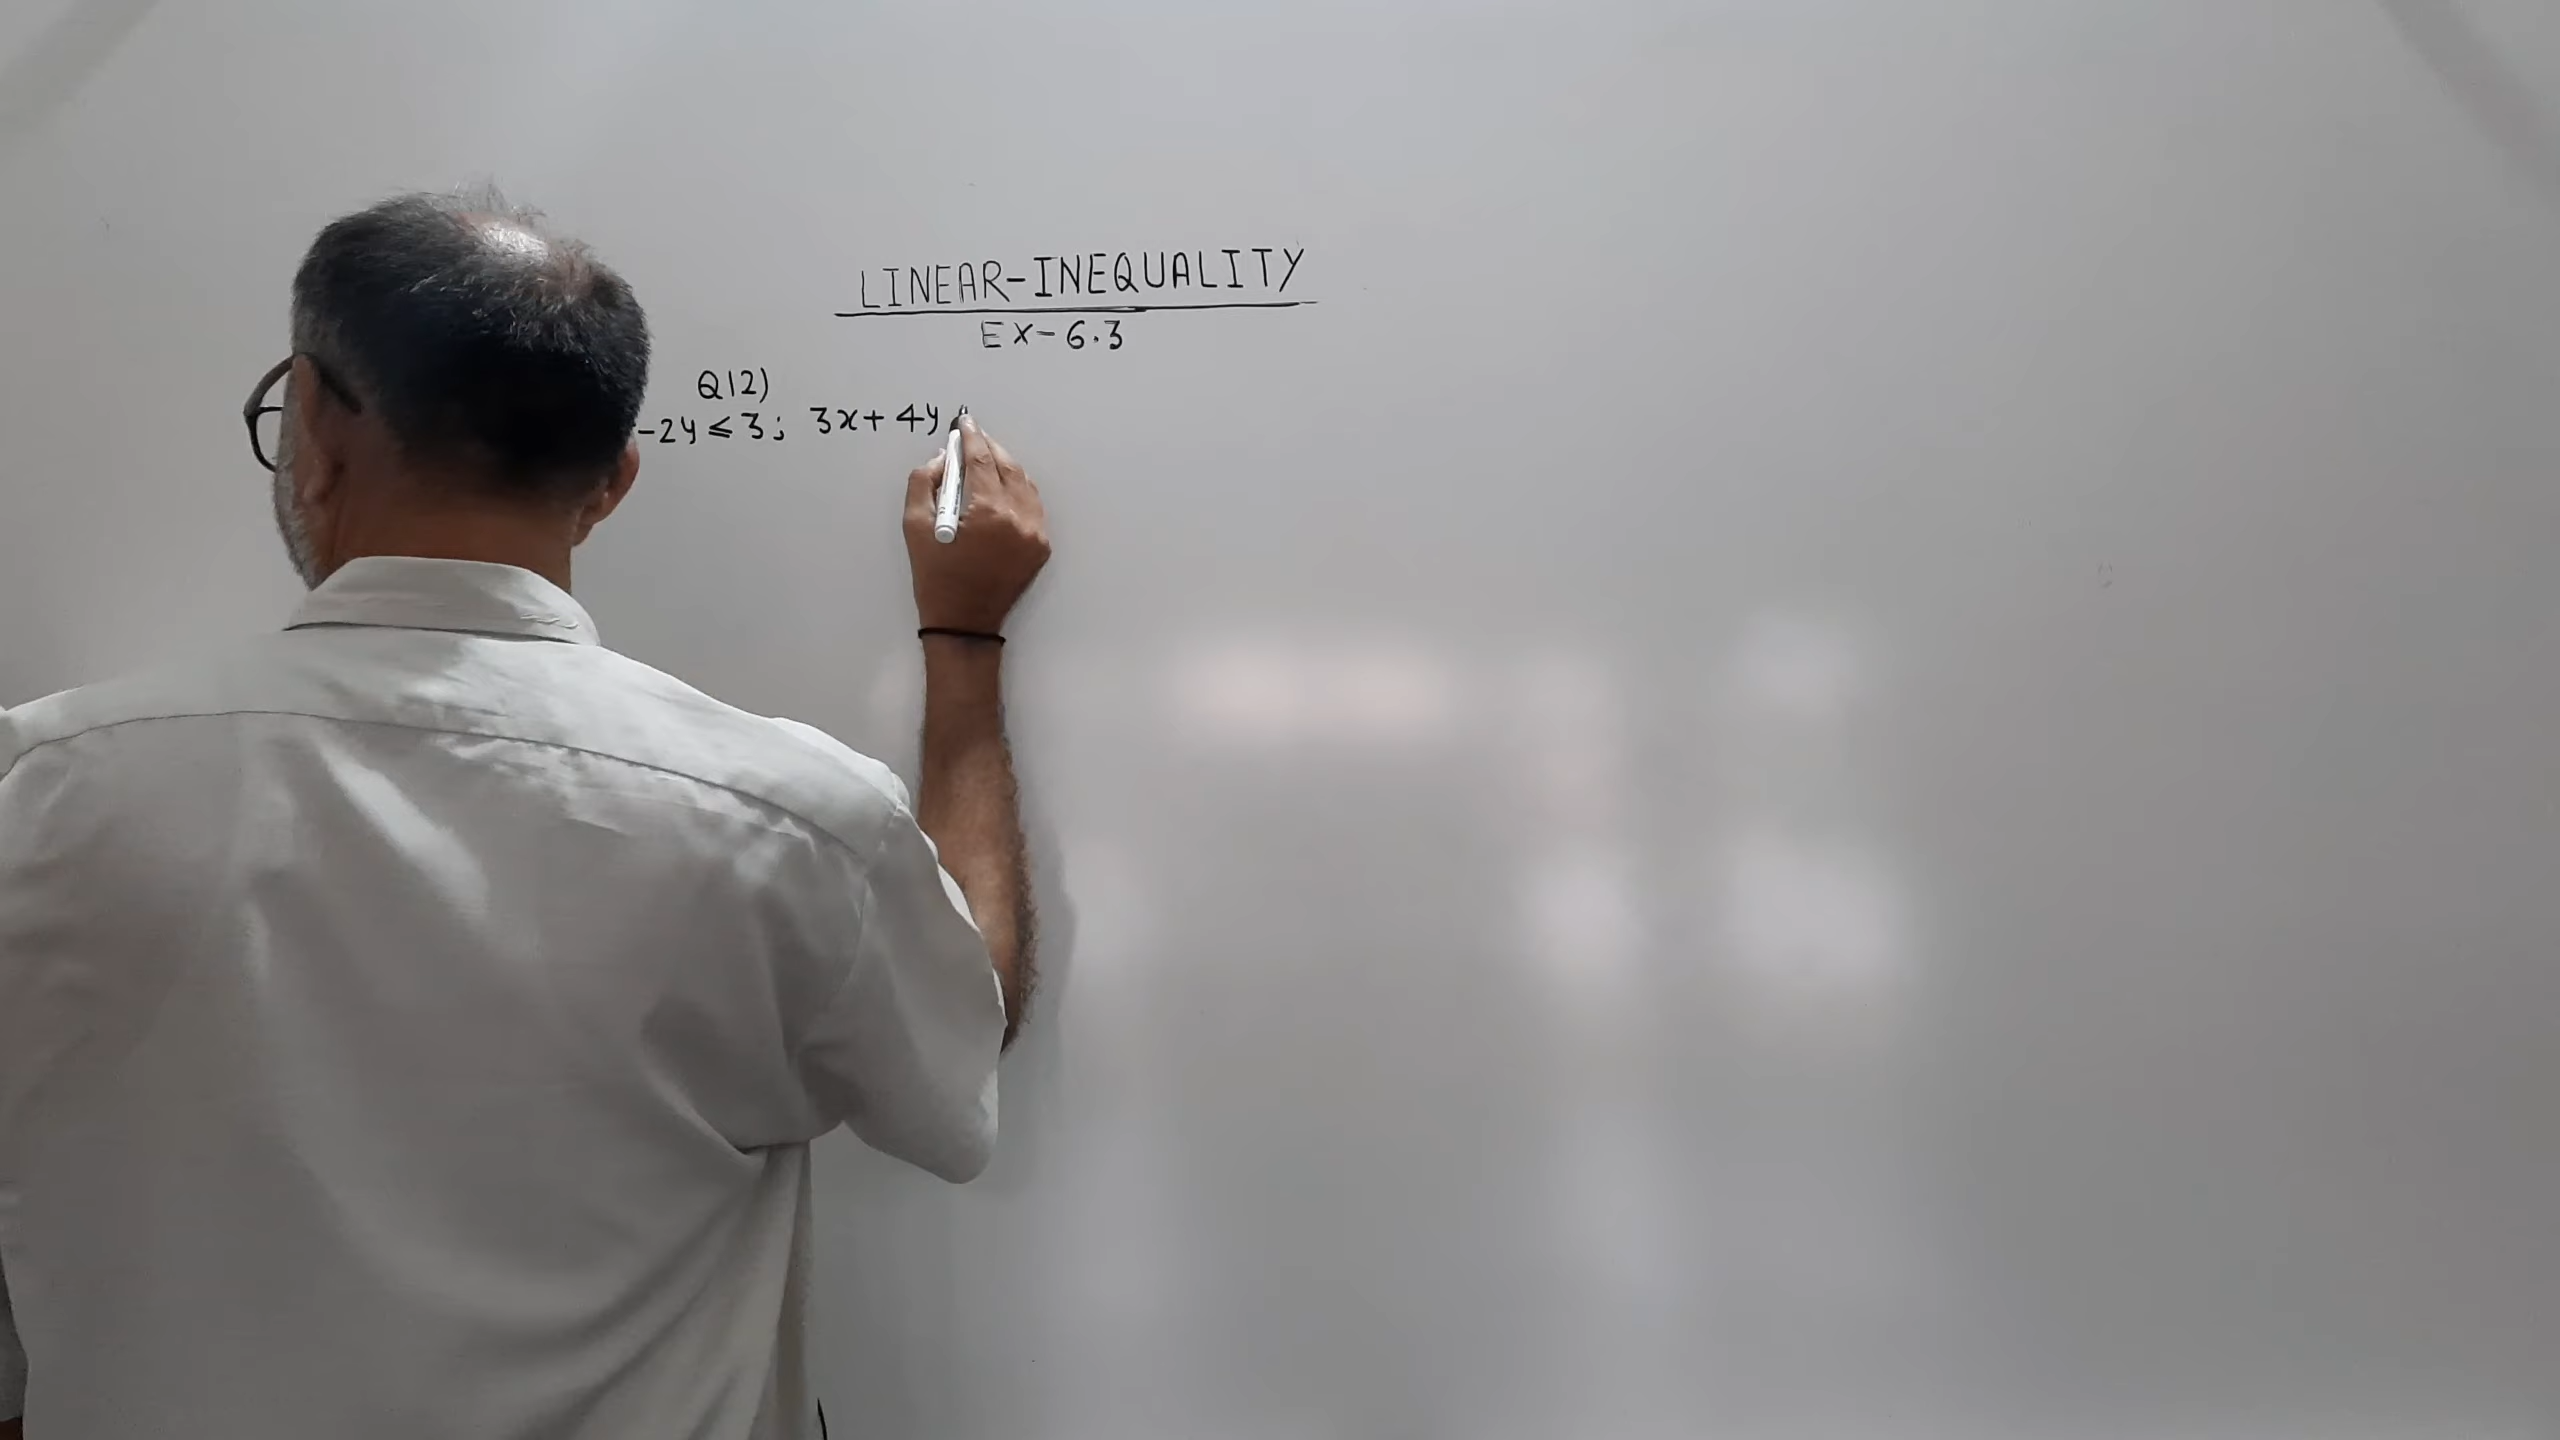 LINEAR-INEQUALITY
EX-6.3
Q12)
-2y ≤ 3; 3x + 4y